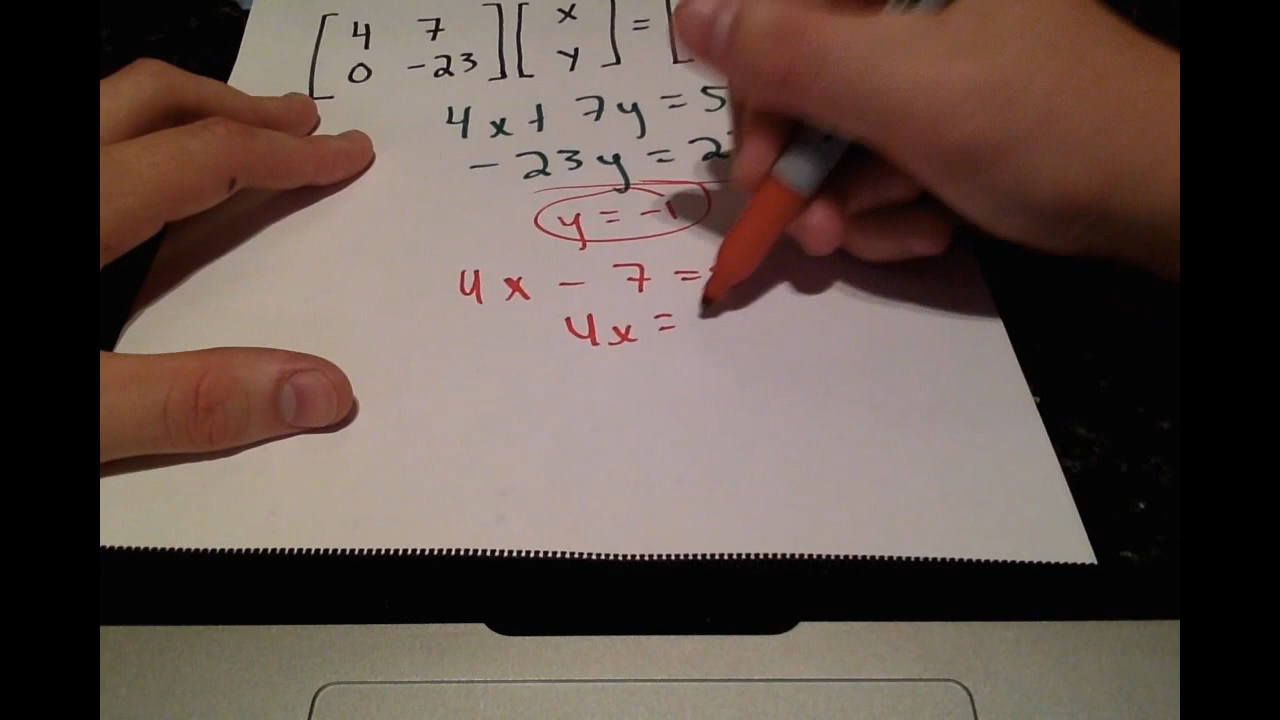 [4 7] [x] = [
[0 -23] [y]
4x + 7y = 5
- 23y = 2
y = -1
4x - 7 =
4x =